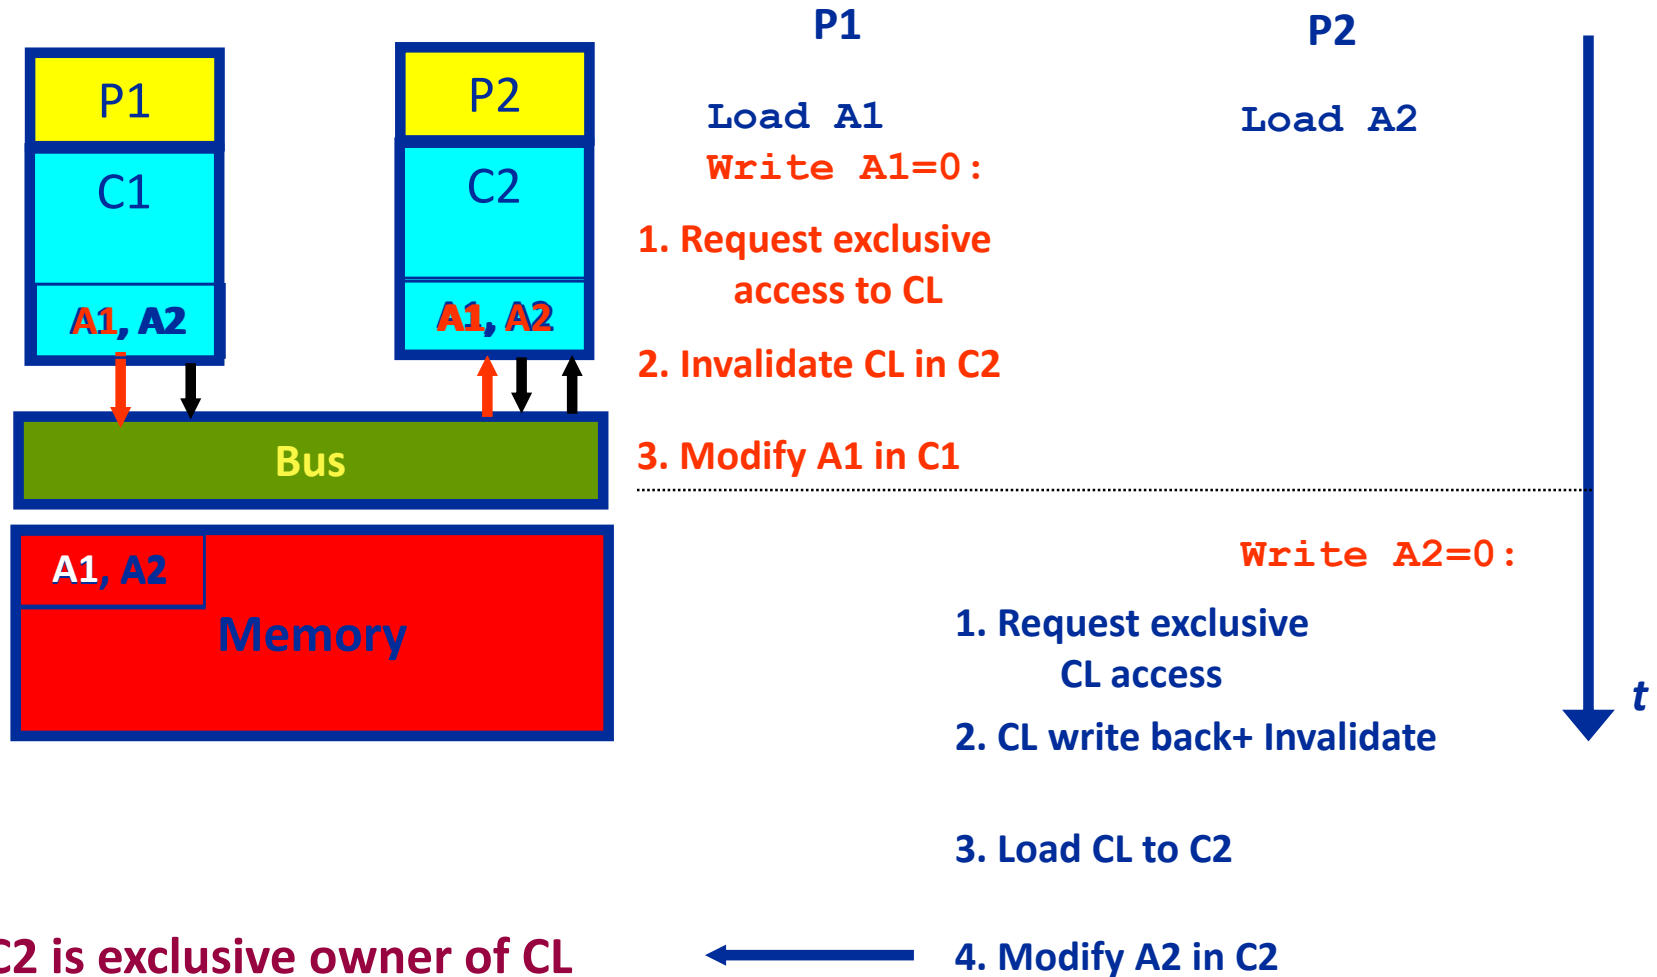 P1
P2
P1
P2
Load A1
Load A2
Write A1=0:
C1
C2
1. Request exclusive
access to CL
A1, A2
A1, A2
2. Invalidate CL in C2
Bus
3. Modify A1 in C1
A1, A2
Write A2=0:
Memory
1. Request exclusive
CL access
t
2. CL write back+ Invalidate
3. Load CL to C2
C2 is exclusive owner of CL
4. Modify A2 in C2